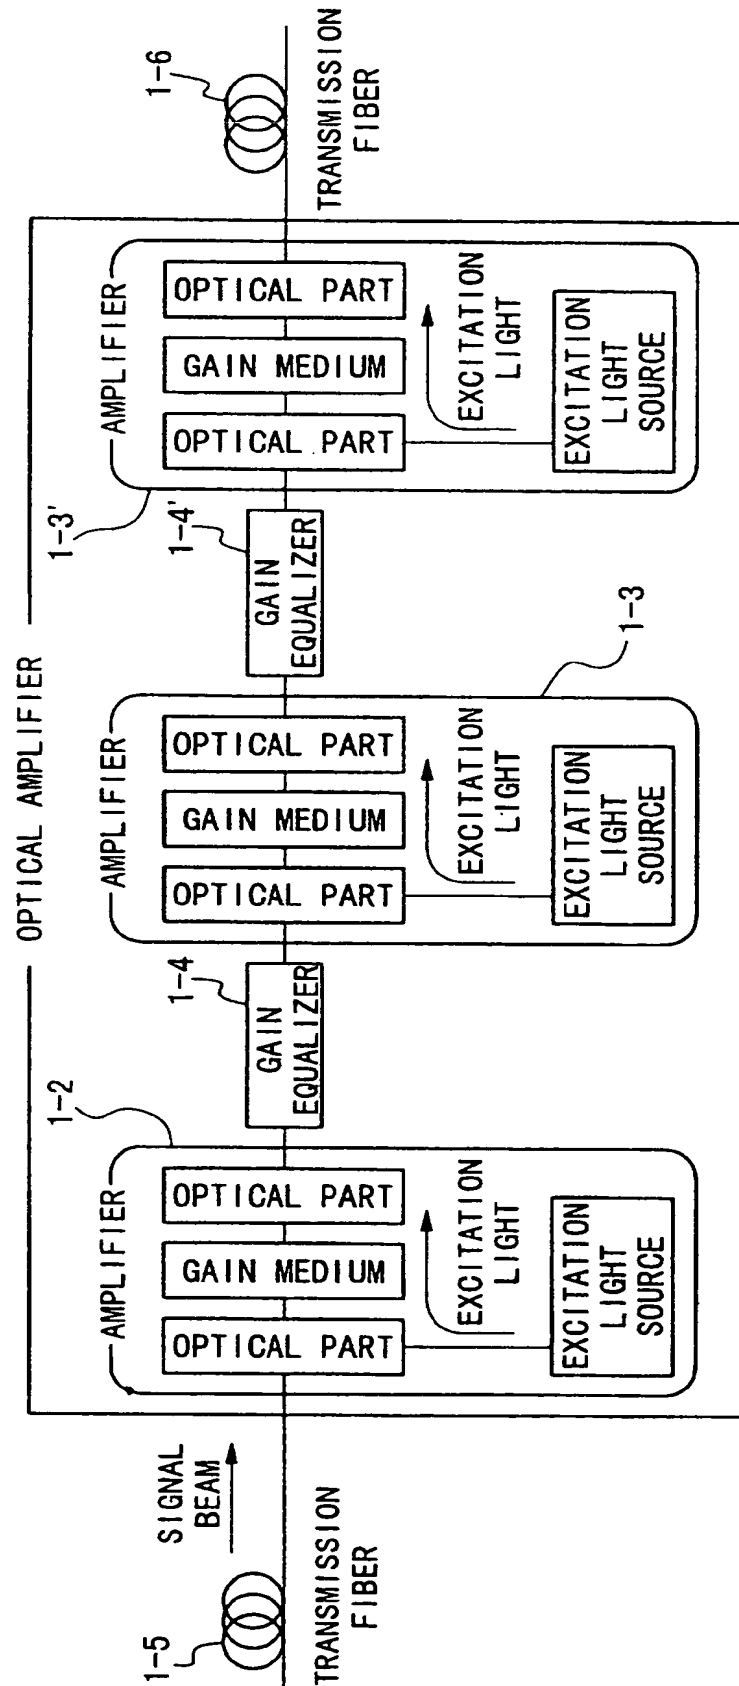 OPTICAL AMPLIFIER
1-5
TRANSMISSION
FIBER
SIGNAL
BEAM
1-2
AMPLIFIER
OPTICAL PART
GAIN MEDIUM
OPTICAL PART
EXCITATION
LIGHT
EXCITATION
LIGHT
SOURCE
1-4
GAIN
EQUALIZER
AMPLIFIER
OPTICAL PART
GAIN MEDIUM
OPTICAL PART
EXCITATION
LIGHT
EXCITATION
LIGHT
SOURCE
1-3
1-4'
GAIN
EQUALIZER
1-3'
AMPLIFIER
OPTICAL PART
GAIN MEDIUM
OPTICAL PART
EXCITATION
LIGHT
EXCITATION
LIGHT
SOURCE
1-6
TRANSMISSION
FIBER